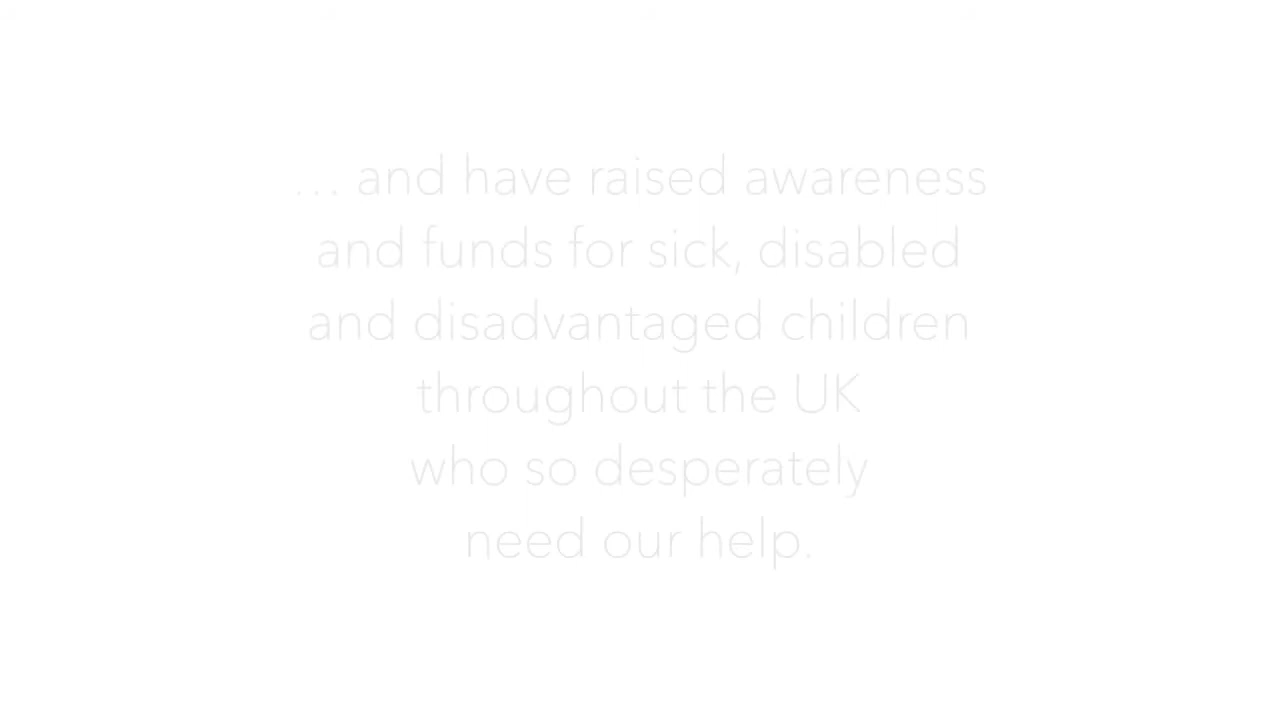 ... and have raised awareness
and funds for sick, disabled
and disadvantaged children
throughout the UK
who so desperately
need our help.